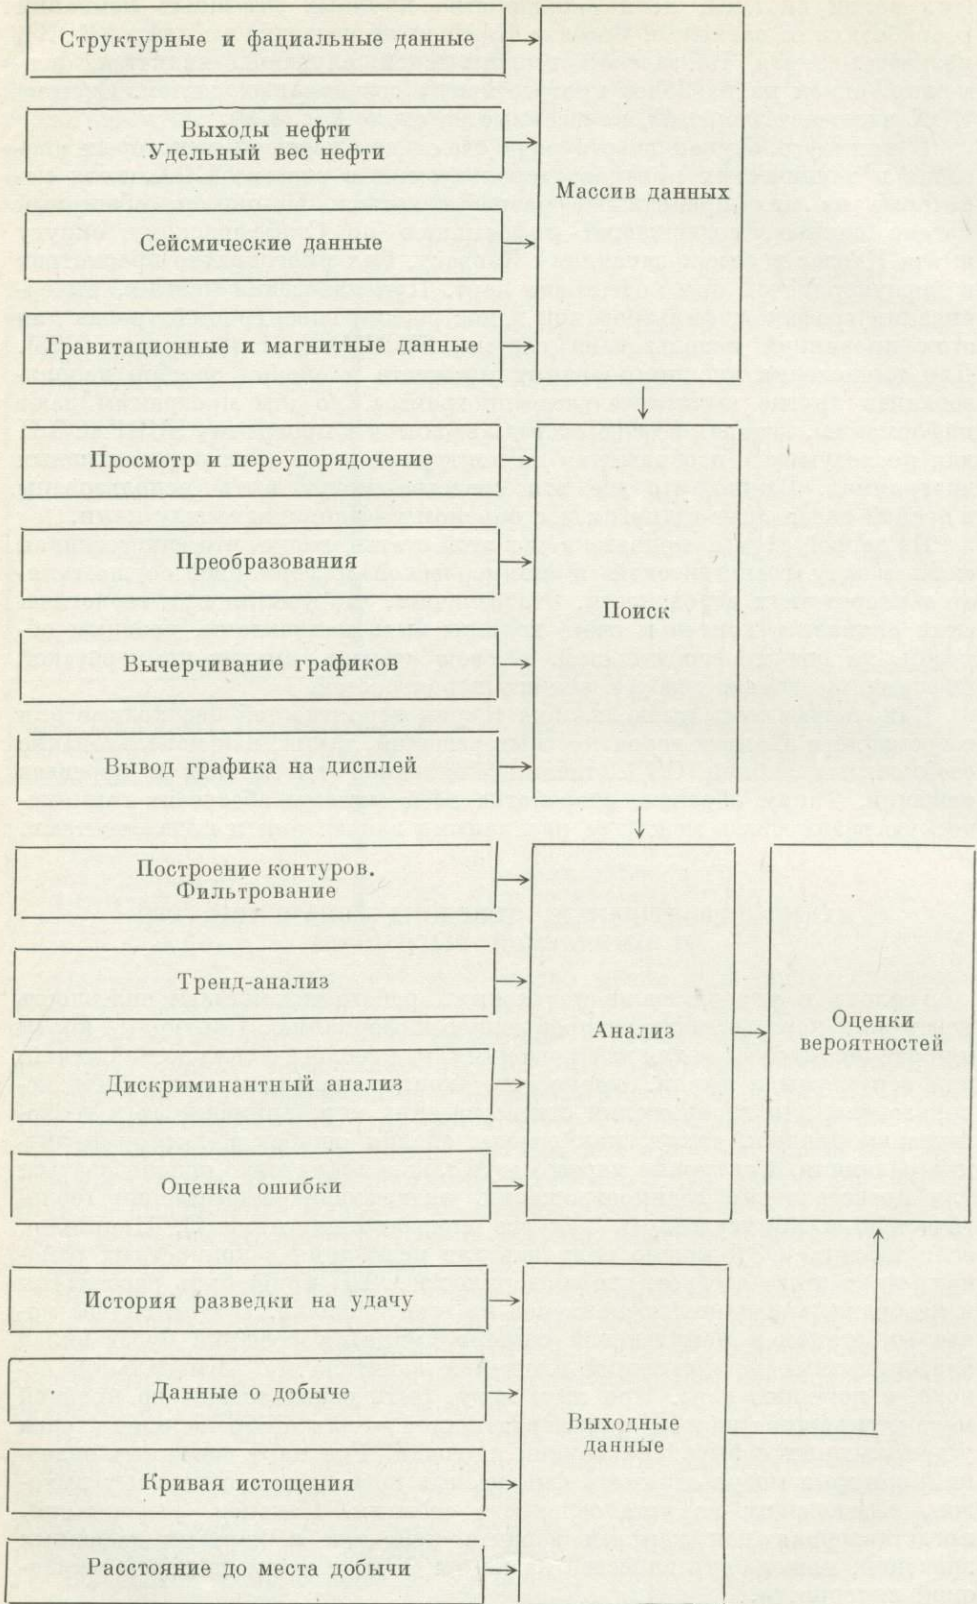 Структурные и фациальные данные
Выходы нефти
Удельный вес нефти
Массив данных
Сейсмические данные
Гравитационные и магнитные данные
Просмотр и переупорядочение
Преобразования
Поиск
Вычерчивание графиков
Вывод графика на дисплей
Построение контуров.
Фильтрование
Тренд-анализ
Анализ
Оценки
вероятностей
Дискриминантный анализ
Оценка ошибки
История разведки на удачу
Данные о добыче
Выходные
данные
Кривая истощения
Расстояние до места добычи